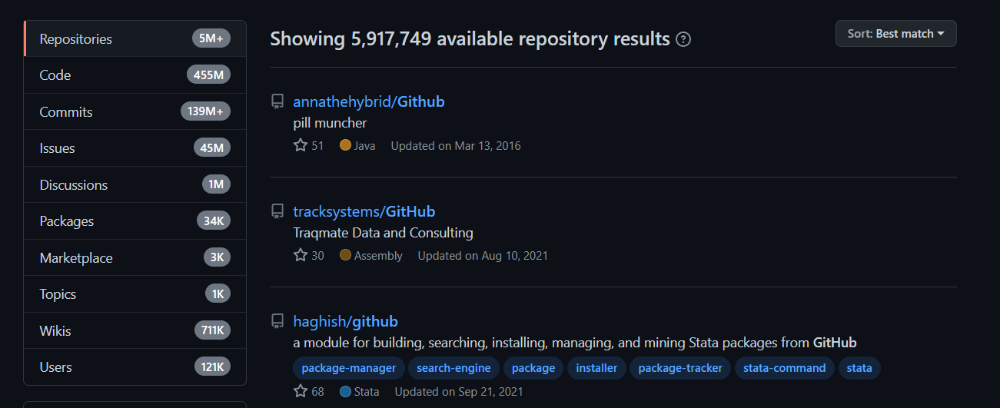 Repositories 5M+
Code 455M
Commits 139M+
Issues 45M
Discussions 1M
Packages 34K
Marketplace 3K
Topics 1K
Wikis 711K
Users 121K
Showing 5,917,749 available repository results ?
Sort: Best match
annathehybrid/Github
pill muncher
51 Java Updated on Mar 13, 2016
tracksystems/GitHub
Traqmate Data and Consulting
30 Assembly Updated on Aug 10, 2021
haghish/github
a module for building, searching, installing, managing, and mining Stata packages from GitHub
package-manager search-engine package installer package-tracker stata-command stata
68 Stata Updated on Sep 21, 2021